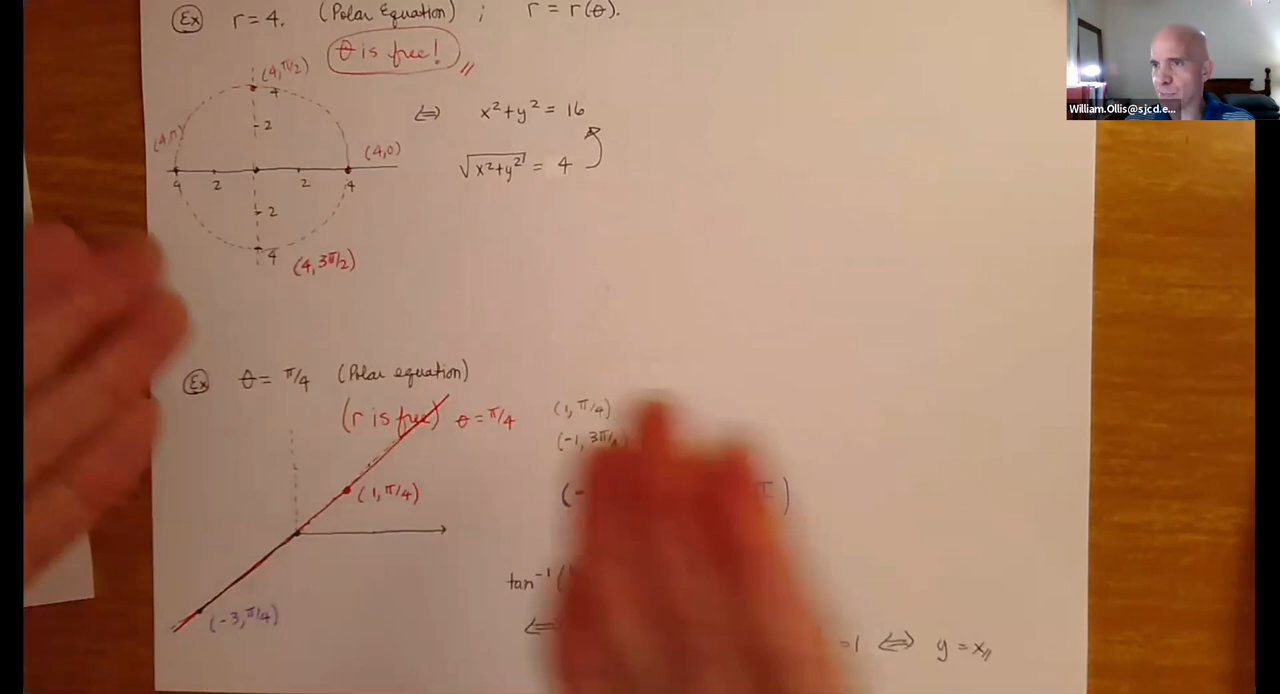 Ex r = 4. (Polar Equation) ; r = r(θ).
θ is free!
(4, π/2)
4
(4, π)
2
(4, 0)
4 2 2 4
2
4
(4, 3π/2)
⇔ x² + y² = 16
√x² + y² = 4
Ex θ = π/4 (Polar equation)
(r is free) θ = π/4
(1, π/4)
(-3, π/4)
(1, π/4)
(-1, 3π/4
(-
π )
tan⁻¹ (
⇔
=1 ⇔ y = x
William.Ollis@sjcd.e...